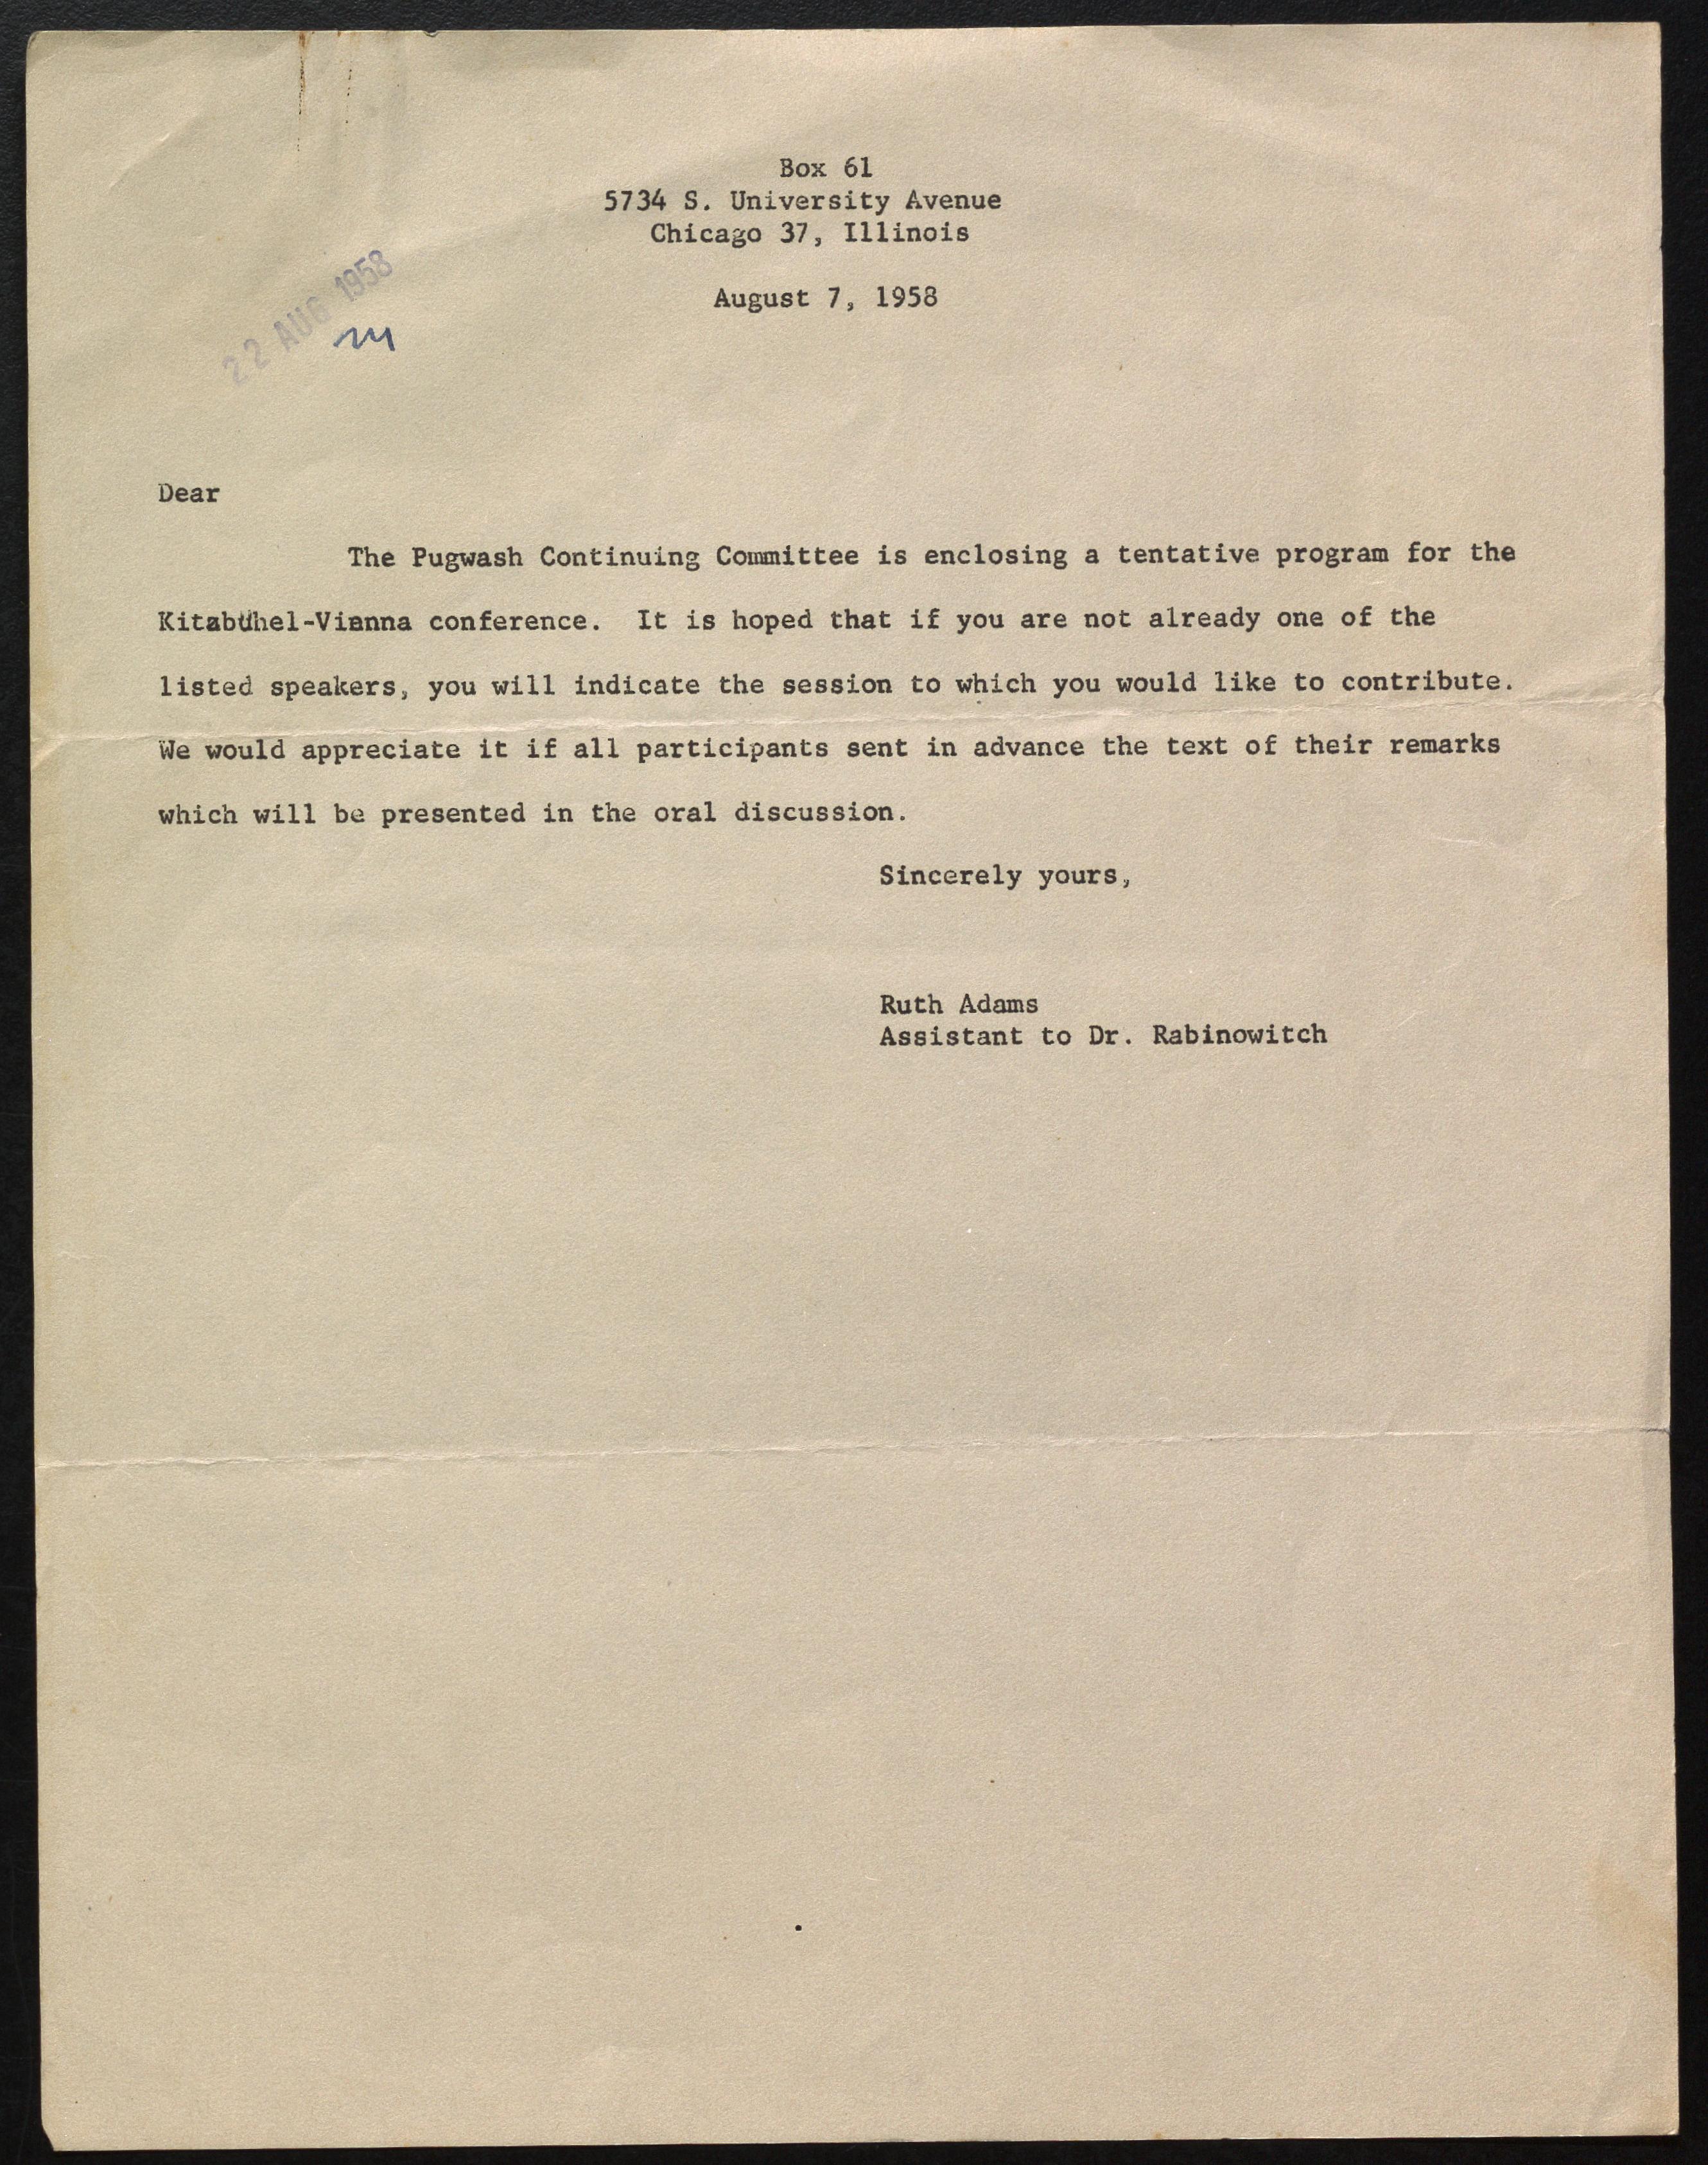 Box 61
5734 S. University Avenue
Chicago 37, Illinois
August 7, 1958
22 AUG 1958
Dear
The Pugwash Continuing Committee is enclosing a tentative program for the
Kitzbühel-Vienna conference. It is hoped that if you are not already one of the
listed speakers, you will indicate the session to which you would like to contribute.
We would appreciate it if all participants sent in advance the text of their remarks
which will be presented in the oral discussion.
Sincerely yours,
Ruth Adams
Assistant to Dr. Rabinowitch